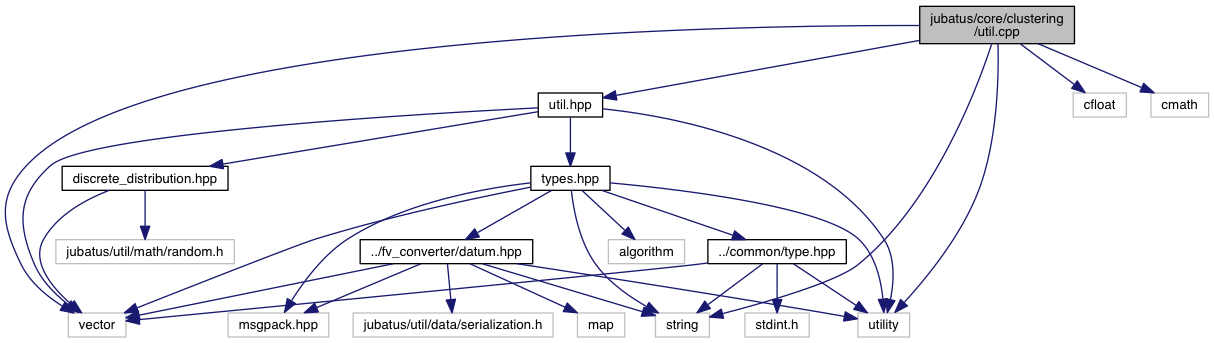 jubatus/core/clustering
/util.cpp
util.hpp
cfloat
cmath
discrete_distribution.hpp
types.hpp
jubatus/util/math/random.h
../fv_converter/datum.hpp
algorithm
../common/type.hpp
vector
msgpack.hpp
jubatus/util/data/serialization.h
map
string
stdint.h
utility